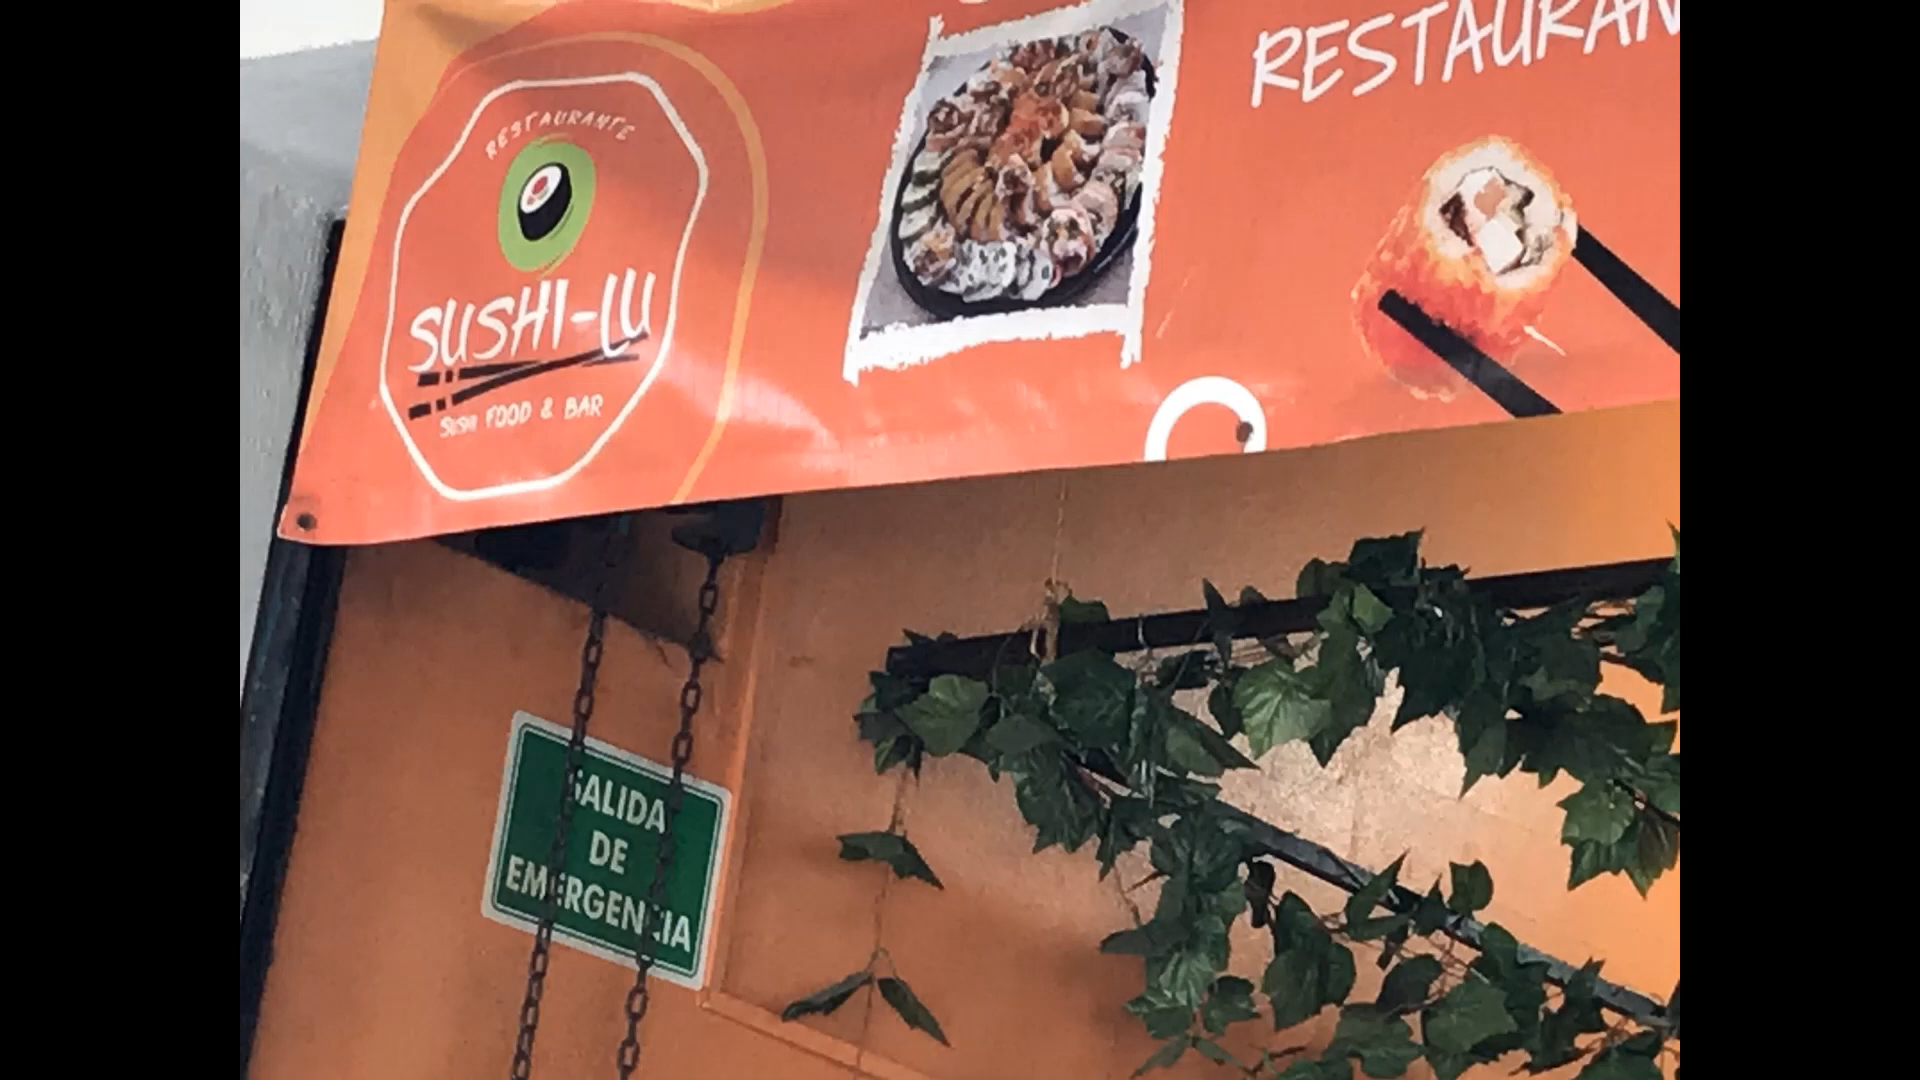 RESTAURANTE
SUSHI-LU
SUSHI FOOD & BAR
RESTAURAN
SALIDA
DE
EMERGENCIA